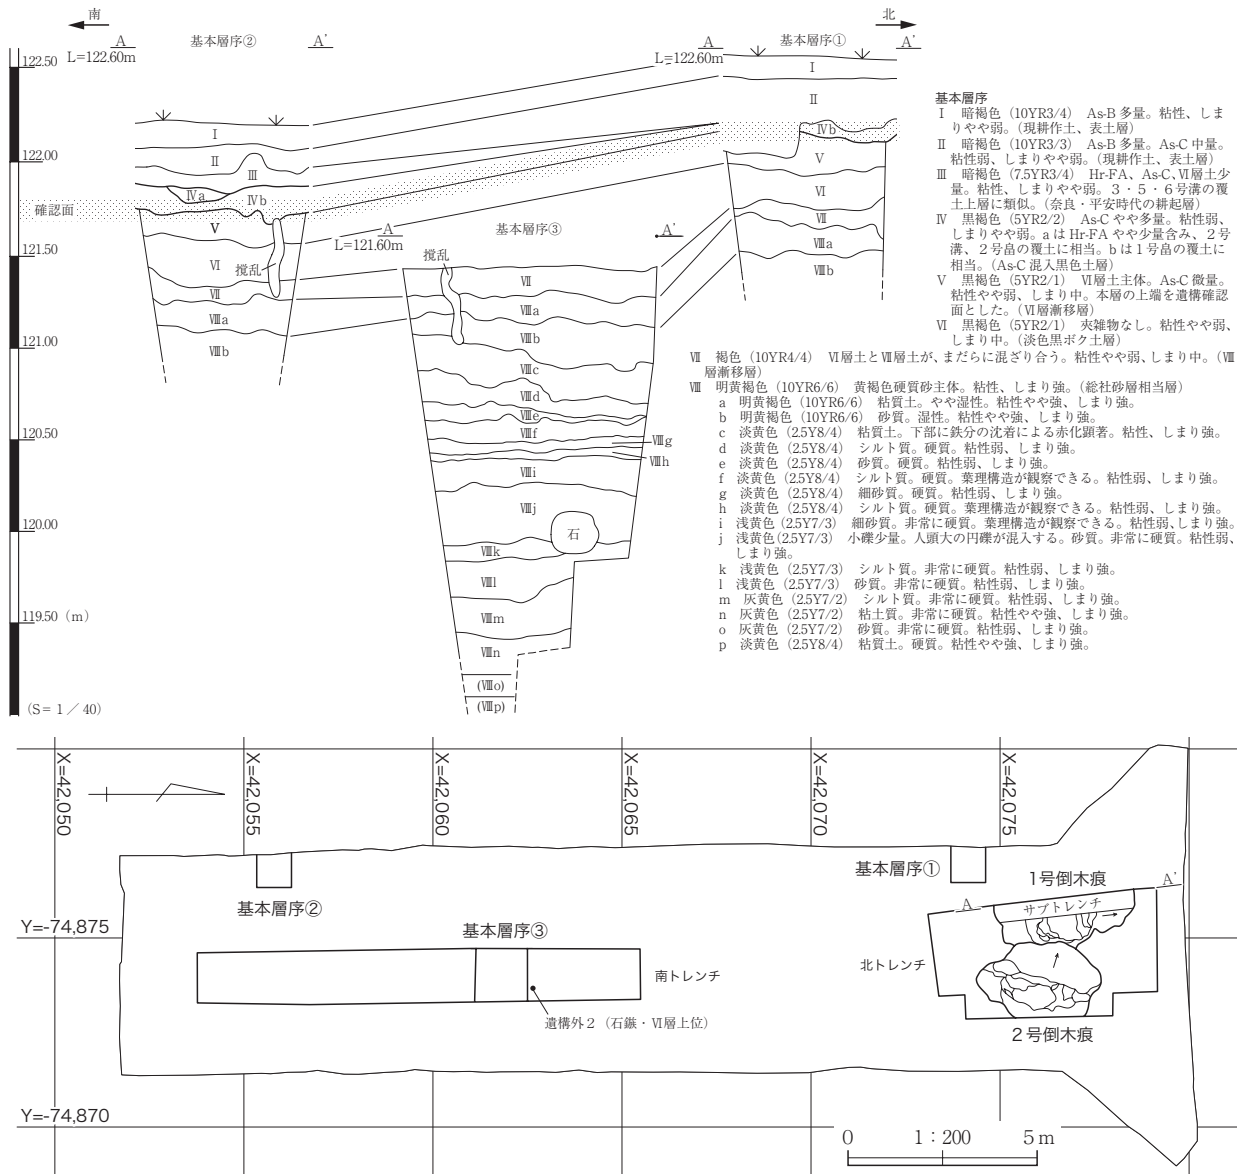 南
北
A 基本層序② A'
L=122.60m
A 基本層序① A'
L=122.60m
122.50
122.00
確認面
121.50
121.00
120.50
120.00
119.50 (m)
(S=1／40)
Ⅰ
Ⅱ
Ⅲ
Ⅳa
Ⅳb
Ⅴ
Ⅵ
撹乱
Ⅶ
Ⅷa
Ⅷb
Ⅰ
Ⅱ
Ⅳb
Ⅴ
Ⅵ
Ⅶ
Ⅷa
Ⅷb
A 基本層序③ A'
L=121.60m
撹乱
Ⅶ
Ⅷa
Ⅷb
Ⅷc
Ⅷd
Ⅷe
Ⅷf
Ⅷg
Ⅷh
Ⅷi
Ⅷj
石
Ⅷk
Ⅷl
Ⅷm
Ⅷn
(Ⅷo)
(Ⅷp)
基本層序
Ⅰ 暗褐色（10YR3/4） As-B 多量。粘性、しま
りやや弱。（現耕作土、表土層）
Ⅱ 暗褐色（10YR3/3） As-B 多量。As-C 中量。
粘性弱、しまりやや弱。（現耕作土、表土層）
Ⅲ 暗褐色（7.5YR3/4） Hr-FA、As-C、Ⅵ層土少
量。粘性、しまりやや弱。３・５・６号溝の覆
土上層に類似。（奈良・平安時代の耕起層）
Ⅳ 黒褐色（5YR2/2） As-C やや多量。粘性弱、
しまりやや弱。a は Hr-FA やや少量含み、２号
溝、２号畠の覆土に相当。b は１号畠の覆土に
相当。（As-C 混入黒色土層）
Ⅴ 黒褐色（5YR2/1） Ⅵ層土主体。As-C 微量。
粘性やや弱、しまり中。本層の上端を遺構確認
面とした。（Ⅵ層漸移層）
Ⅵ 黒褐色（5YR2/1） 夾雑物なし。粘性やや弱、
しまり中。（淡色黒ボク土層）
Ⅶ 褐色（10YR4/4） Ⅵ層土とⅦ層土が、まだらに混ざり合う。粘性やや弱、しまり中。（Ⅷ
層漸移層）
Ⅷ 明黄褐色（10YR6/6） 黄褐色硬質砂主体。粘性、しまり強。（総社砂層相当層）
a 明黄褐色（10YR6/6） 粘質土。やや湿性。粘性やや強、しまり強。
b 明黄褐色（10YR6/6） 砂質。湿性。粘性やや強、しまり強。
c 淡黄色（2.5Y8/4） 粘質土。下部に鉄分の沈着による赤化顕著。粘性、しまり強。
d 淡黄色（2.5Y8/4） シルト質。硬質。粘性弱、しまり強。
e 淡黄色（2.5Y8/4） 砂質。硬質。粘性弱、しまり強。
f 淡黄色（2.5Y8/4） シルト質。硬質。葉理構造が観察できる。粘性弱、しまり強。
g 淡黄色（2.5Y8/4） 細砂質。硬質。粘性弱、しまり強。
h 淡黄色（2.5Y8/4） シルト質。硬質。葉理構造が観察できる。粘性弱、しまり強。
i 浅黄色（2.5Y7/3） 細砂質。非常に硬質。葉理構造が観察できる。粘性弱、しまり強。
j 浅黄色（2.5Y7/3） 小礫少量。人頭大の円礫が混入する。砂質。非常に硬質。粘性弱、
しまり強。
k 浅黄色（2.5Y7/3） シルト質。非常に硬質。粘性弱、しまり強。
l 浅黄色（2.5Y7/3） 砂質。非常に硬質。粘性弱、しまり強。
m 灰黄色（2.5Y7/2） シルト質。非常に硬質。粘性弱、しまり強。
n 灰黄色（2.5Y7/2） 粘土質。非常に硬質。粘性やや強、しまり強。
o 灰黄色（2.5Y7/2） 砂質。非常に硬質。粘性弱、しまり強。
p 淡黄色（2.5Y8/4） 粘質土。硬質。粘性やや強、しまり強。
X=42,050
X=42,055
X=42,060
X=42,065
X=42,070
X=42,075
基本層序①
基本層序②
1号倒木痕
A
A'
サブトレンチ
Y=-74,875
基本層序③
南トレンチ
北トレンチ
遺構外２（石鏃・Ⅵ層上位）
２号倒木痕
Y=-74,870
0 1：200 5m